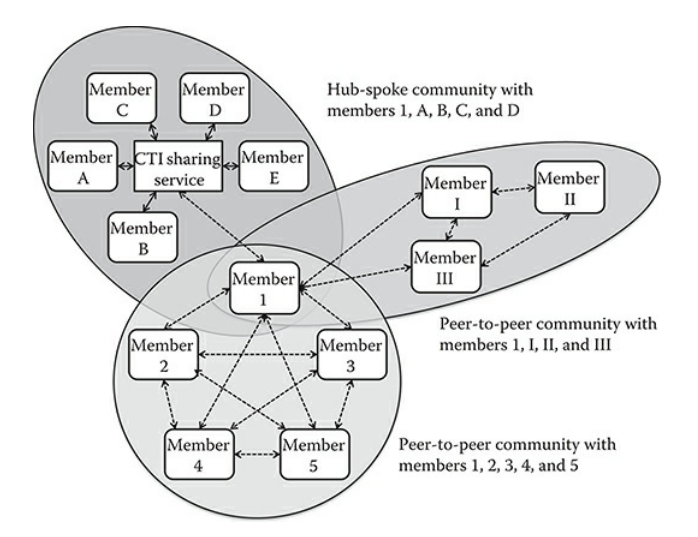 Member
C
Member
D
Hub-spoke community with
members 1, A, B, C, and D
Member
A
CTI sharing
service
Member
E
Member
B
Member
I
Member
II
Member
III
Member
1
Peer-to-peer community with
members 1, I, II, and III
Member
2
Member
3
Member
4
Member
5
Peer-to-peer community with
members 1, 2, 3, 4, and 5